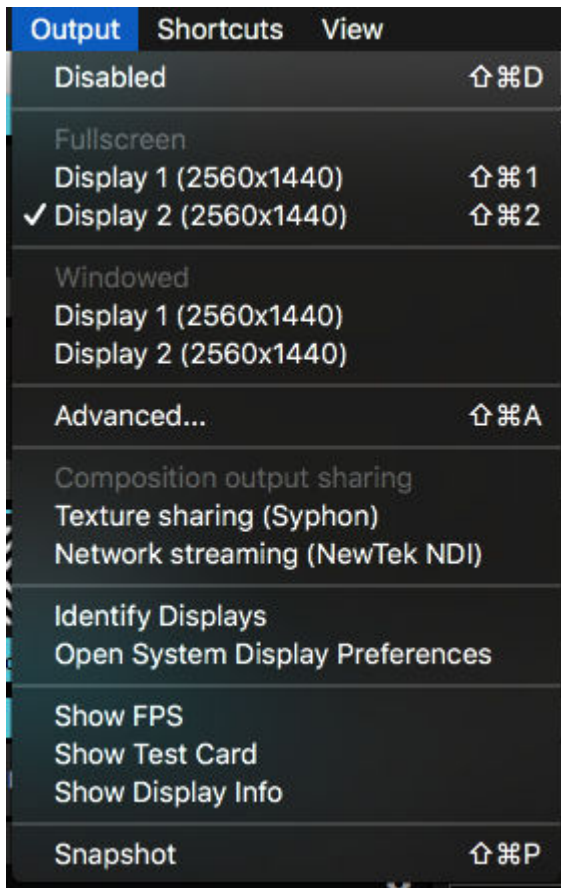 Output Shortcuts View
Disabled ⇧⌘D
Fullscreen
Display 1 (2560x1440) ⇧⌘1
✓ Display 2 (2560x1440) ⇧⌘2
Windowed
Display 1 (2560x1440)
Display 2 (2560x1440)
Advanced... ⇧⌘A
Composition output sharing
Texture sharing (Syphon)
Network streaming (NewTek NDI)
Identify Displays
Open System Display Preferences
Show FPS
Show Test Card
Show Display Info
Snapshot ⇧⌘P